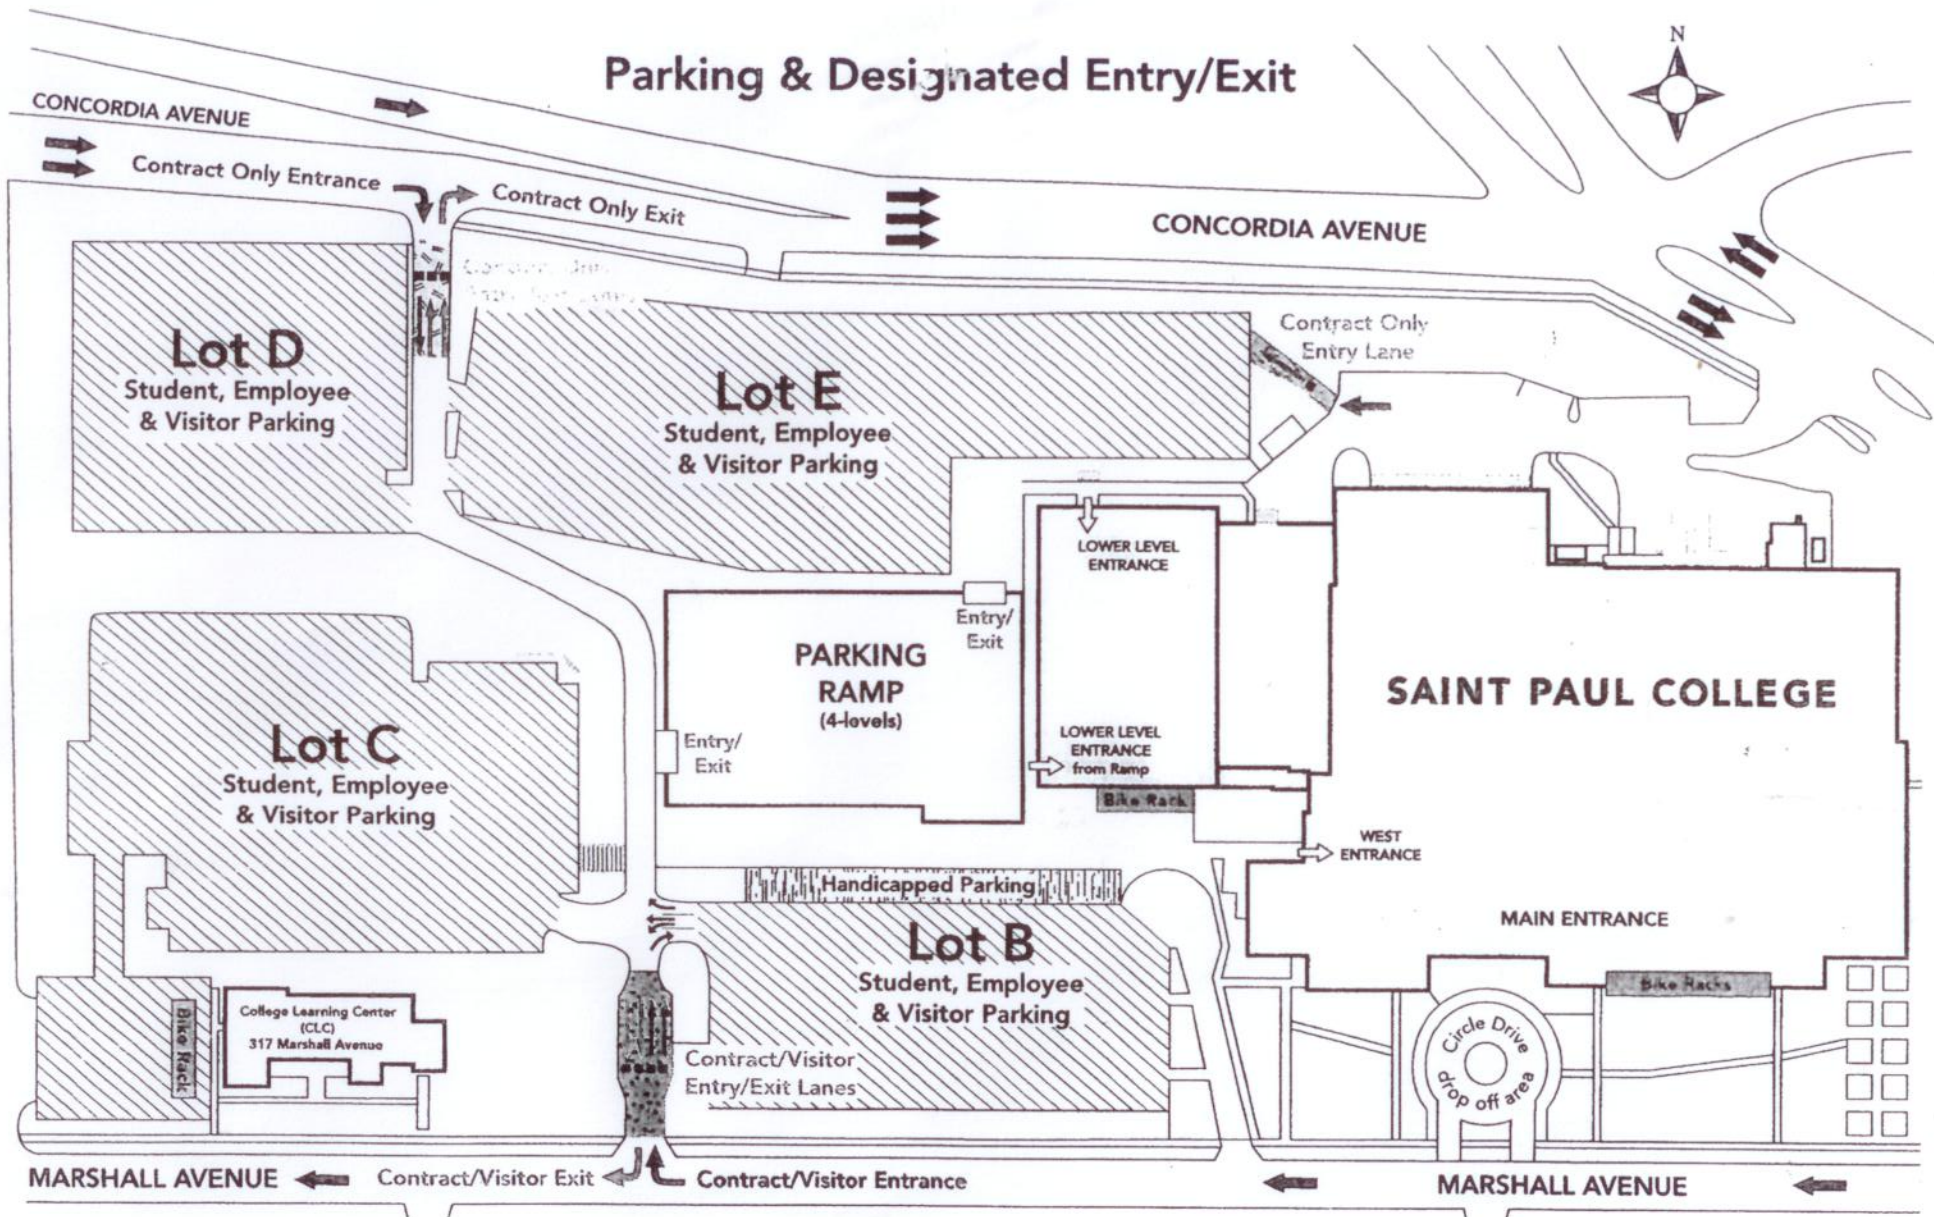 Parking & Designated Entry/Exit
N
CONCORDIA AVENUE
Contract Only Entrance
Contract Only Exit
CONCORDIA AVENUE
Lot D
Student, Employee
& Visitor Parking
Lot E
Student, Employee
& Visitor Parking
Contract Only
Entry Lane
LOWER LEVEL
ENTRANCE
Entry/
Exit
PARKING
RAMP
(4-levels)
Entry/
Exit
LOWER LEVEL
ENTRANCE
from Ramp
Bike Rack
SAINT PAUL COLLEGE
WEST
ENTRANCE
MAIN ENTRANCE
Lot C
Student, Employee
& Visitor Parking
Handicapped Parking
Lot B
Student, Employee
& Visitor Parking
Bike Racks
Circle Drive
drop off area
College Learning Center
(CLC)
317 Marshall Avenue
Bike Rack
Contract/Visitor
Entry/Exit Lanes
MARSHALL AVENUE
Contract/Visitor Exit
Contract/Visitor Entrance
MARSHALL AVENUE